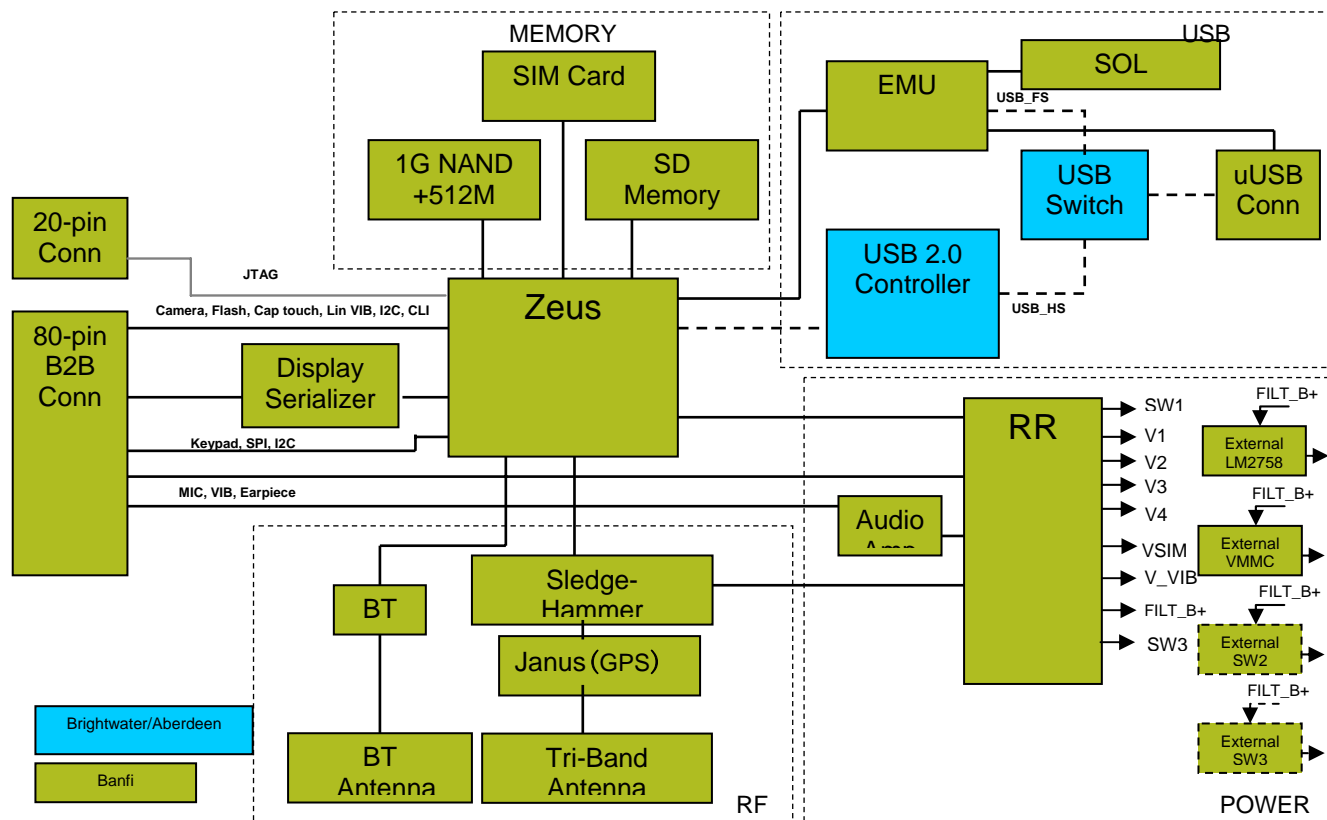 MEMORY
SIM Card
1G NAND
+512M
SD
Memory
USB
SOL
EMU
USB_FS
USB
Switch
uUSB
Conn
USB 2.0
Controller
USB_HS
20-pin
Conn
JTAG
Camera, Flash, Cap touch, Lin VIB, I2C, CLI
80-pin
B2B
Conn
Zeus
Display
Serializer
Keypad, SPI, I2C
MIC, VIB, Earpiece
RR
SW1
V1
V2
V3
V4
VSIM
V_VIB
FILT_B+
SW3
FILT_B+
External
LM2758
FILT_B+
External
VMMC
FILT_B+
External
SW2
FILT_B+
External
SW3
POWER
Audio
Amp
BT
Sledge-
Hammer
Janus(GPS)
BT
Antenna
Tri-Band
Antenna
RF
Brightwater/Aberdeen
Banfi